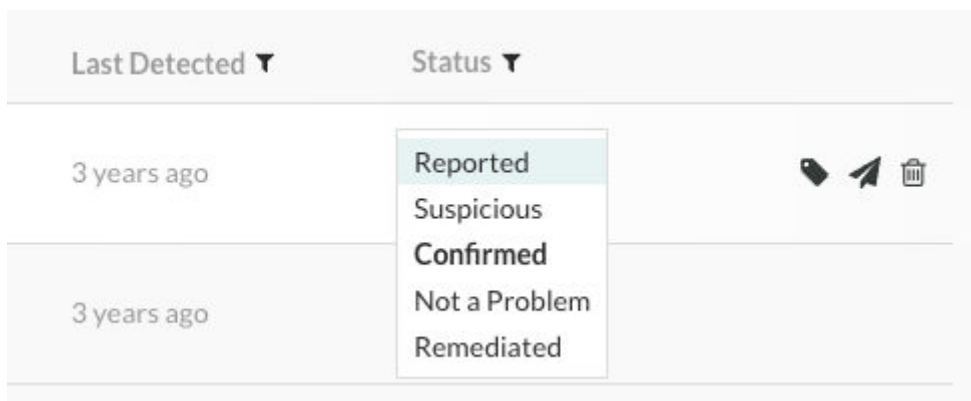 Last Detected
Status
3 years ago
Reported
Suspicious
Confirmed
Not a Problem
Remediated
3 years ago